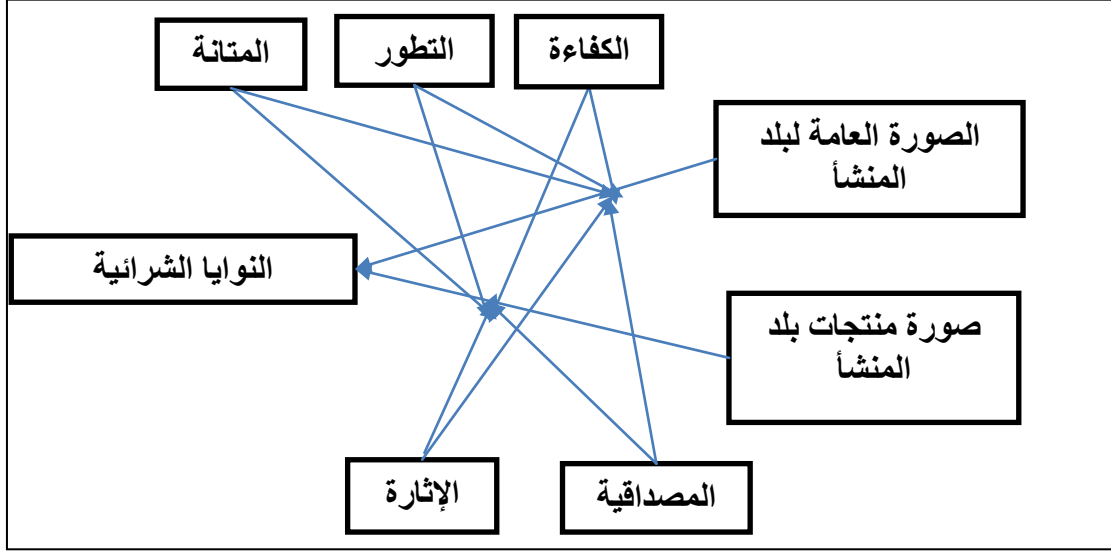 الكفاءة
التطور
المتانة
الصورة العامة لبلد
المنشأ
النوايا الشرائية
صورة منتجات بلد
المنشأ
المصداقية
الإثارة